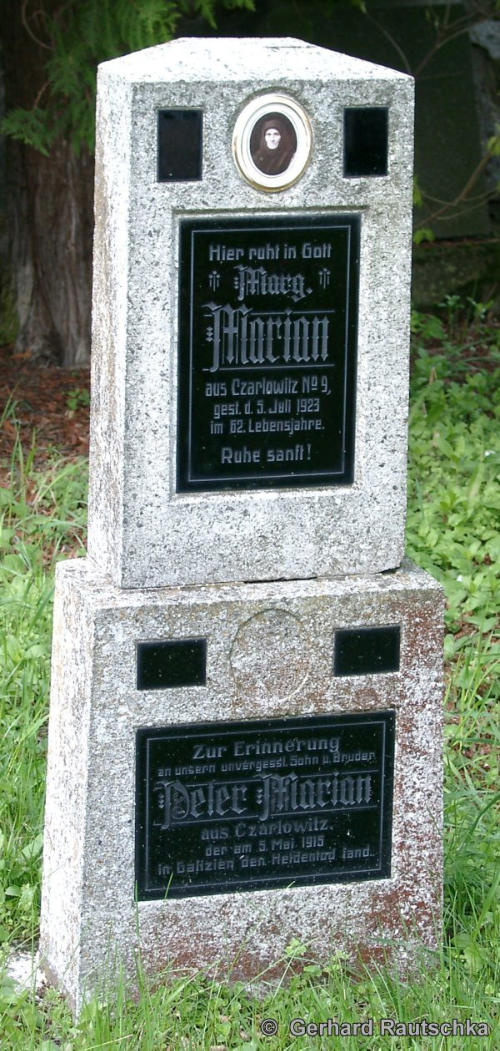 Hier ruht in Gott
Marg.
Marian
aus Czarlowitz No 9,
gest. d. 5. Juli 1923
im 62. Lebensjahre.
Ruhe sanft!
Zur Erinnerung
an unsern unvergessl. Sohn u. Bruder
Peter Marian
aus Czarlowitz.
der am 5. Mai 1915
in Galizien den Heldentod fand.
© Gerhard Rautschka